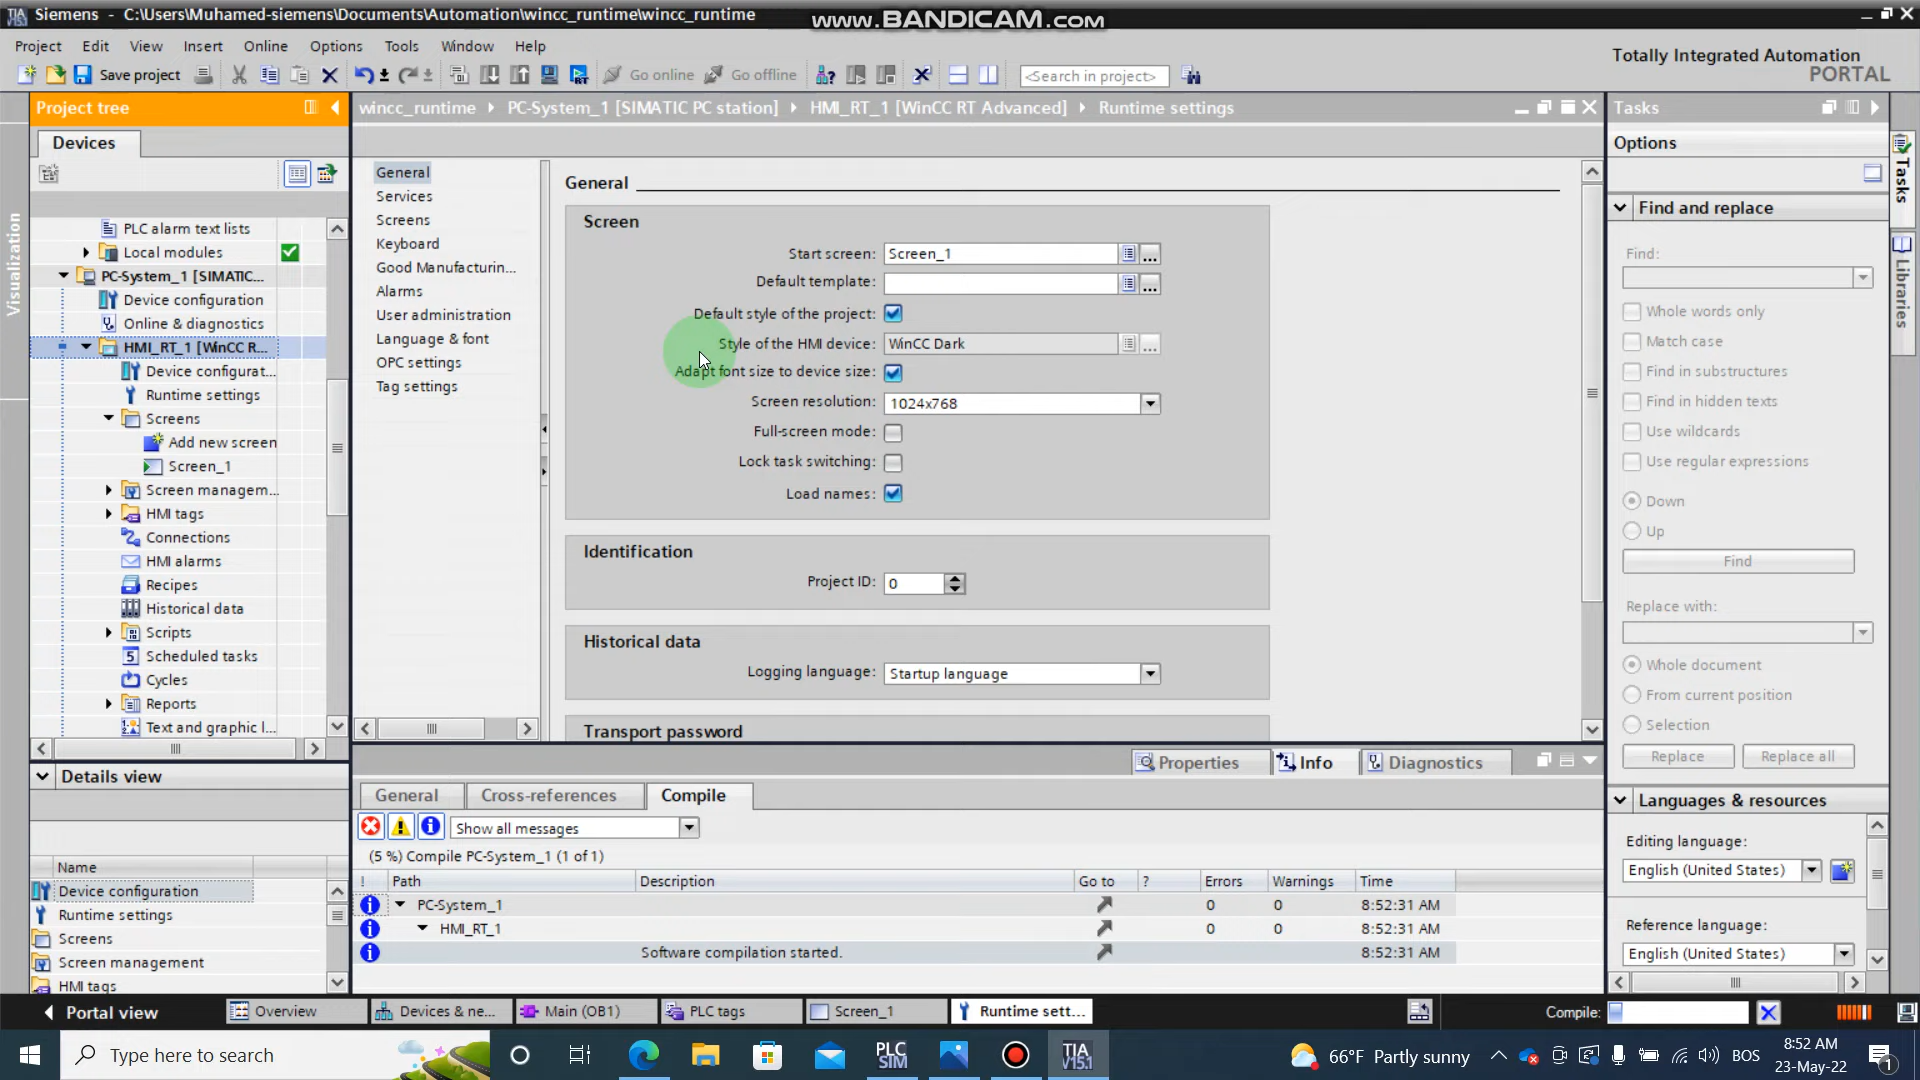 Siemens - C:\Users\Muhamed-siemens\Documents\Automation\wincc_runtime\wincc_runtime
www.BANDICAM.com
Project Edit View Insert Online Options Tools Window Help
Totally Integrated Automation
PORTAL
Save project
Go online
Go offline
<Search in project>
Project tree
wincc_runtime
PC-System_1 [SIMATIC PC station]
HMI_RT_1 [WinCC RT Advanced]
Runtime settings
Tasks
Devices
Options
Visualization
PLC alarm text lists
Local modules
PC-System_1 [SIMATIC...
Device configuration
Online & diagnostics
HMI_RT_1 [WinCC R...
Device configurat...
Runtime settings
Screens
Add new screen
Screen_1
Screen managem...
HMI tags
Connections
HMI alarms
Recipes
Historical data
Scripts
Scheduled tasks
Cycles
Reports
Text and graphic l...
Details view
Name
Device configuration
Runtime settings
Screens
Screen management
HMI tags
General
Services
Screens
Keyboard
Good Manufacturin...
Alarms
User administration
Language & font
OPC settings
Tag settings
General
Screen
Start screen: Screen_1
Default template:
Default style of the project:
Style of the HMI device: WinCC Dark
Adapt font size to device size:
Screen resolution: 1024x768
Full-screen mode:
Lock task switching:
Load names:
Identification
Project ID: 0
Historical data
Logging language: Startup language
Transport password
Properties
Info
Diagnostics
General
Cross-references
Compile
Show all messages
(5 %) Compile PC-System_1 (1 of 1)
! Path Description Go to ? Errors Warnings Time
PC-System_1 0 0 8:52:31 AM
HMI_RT_1 0 0 8:52:31 AM
Software compilation started. 8:52:31 AM
Find and replace
Find:
Whole words only
Match case
Find in substructures
Find in hidden texts
Use wildcards
Use regular expressions
Down
Up
Find
Replace with:
Whole document
From current position
Selection
Replace
Replace all
Languages & resources
Editing language:
English (United States)
Reference language:
English (United States)
Tasks
Libraries
Portal view
Overview
Devices & ne...
Main (OB1)
PLC tags
Screen_1
Runtime sett...
Compile:
Type here to search
PLC
SIM
TIA
V15.1
66°F Partly sunny
BOS
8:52 AM
23-May-22
1